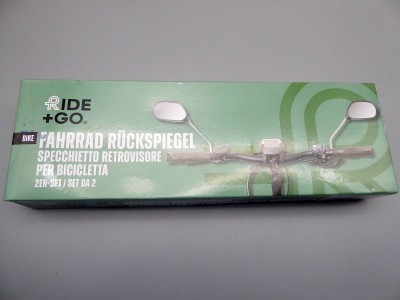 RIDE
+GO®
BIKE
FAHRRAD RÜCKSPIEGEL
SPECCHIETTO RETROVISORE
PER BICICLETTA
2ER-SET / SET DA 2